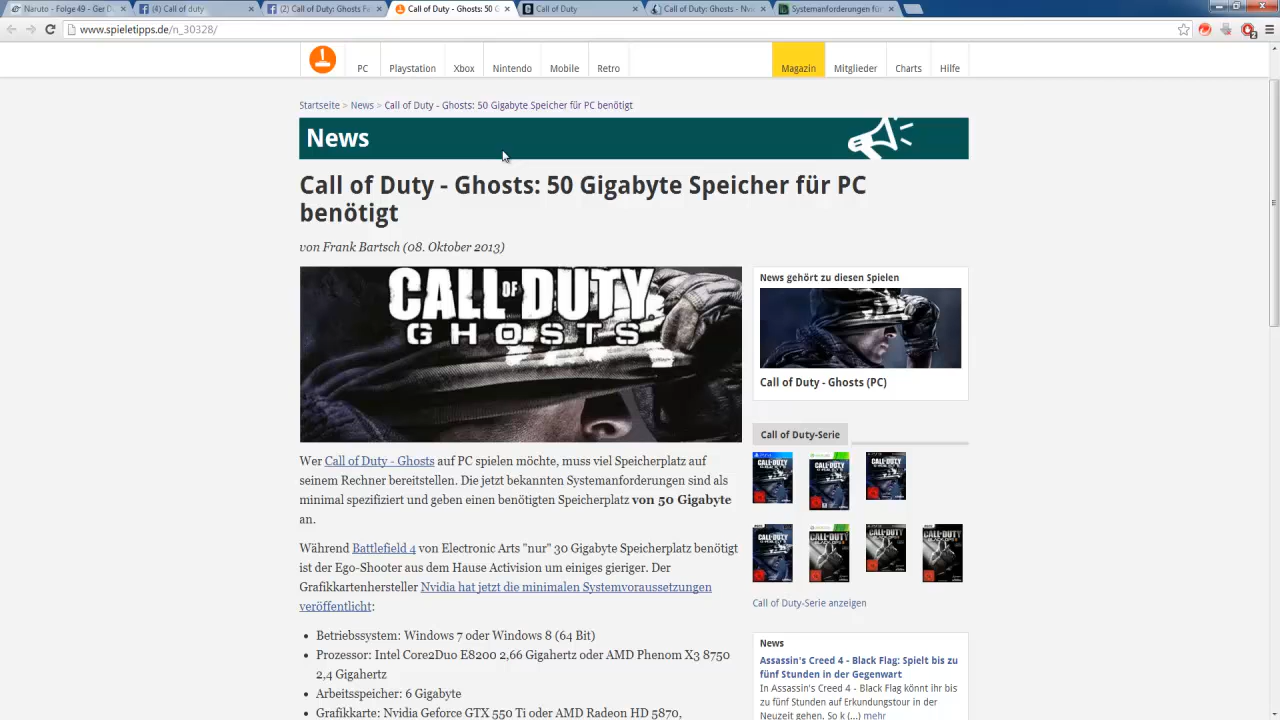 Naruto - Folge 49 - Ger D
(4) Call of duty
(2) Call of Duty: Ghosts Fa
Call of Duty - Ghosts: 50 G
Call of Duty
Call of Duty: Ghosts - Nv
Systemanforderungen fü
www.spieletipps.de/n_30328/
PC
Playstation
Xbox
Nintendo
Mobile
Retro
Magazin
Mitglieder
Charts
Hilfe
Startseite > News > Call of Duty - Ghosts: 50 Gigabyte Speicher für PC benötigt
News
Call of Duty - Ghosts: 50 Gigabyte Speicher für PC
benötigt
von Frank Bartsch (08. Oktober 2013)
CALL OF DUTY
GHOSTS
Wer Call of Duty - Ghosts auf PC spielen möchte, muss viel Speicherplatz auf
seinem Rechner bereitstellen. Die jetzt bekannten Systemanforderungen sind als
minimal spezifiziert und geben einen benötigten Speicherplatz von 50 Gigabyte
an.
Während Battlefield 4 von Electronic Arts "nur" 30 Gigabyte Speicherplatz benötigt
ist der Ego-Shooter aus dem Hause Activision um einiges gieriger. Der
Grafikkartenhersteller Nvidia hat jetzt die minimalen Systemvoraussetzungen
veröffentlicht:
Betriebssystem: Windows 7 oder Windows 8 (64 Bit)
Prozessor: Intel Core2Duo E8200 2,66 Gigahertz oder AMD Phenom X3 8750
2,4 Gigahertz
Arbeitsspeicher: 6 Gigabyte
Grafikkarte: Nvidia Geforce GTX 550 Ti oder AMD Radeon HD 5870,
News gehört zu diesen Spielen
Call of Duty - Ghosts (PC)
Call of Duty-Serie
Call of Duty-Serie anzeigen
News
Assassin's Creed 4 - Black Flag: Spielt bis zu
fünf Stunden in der Gegenwart
In Assassin's Creed 4 - Black Flag könnt ihr bis
zu fünf Stunden auf Erkundungstour in der
Neuzeit gehen. So k (...) mehr